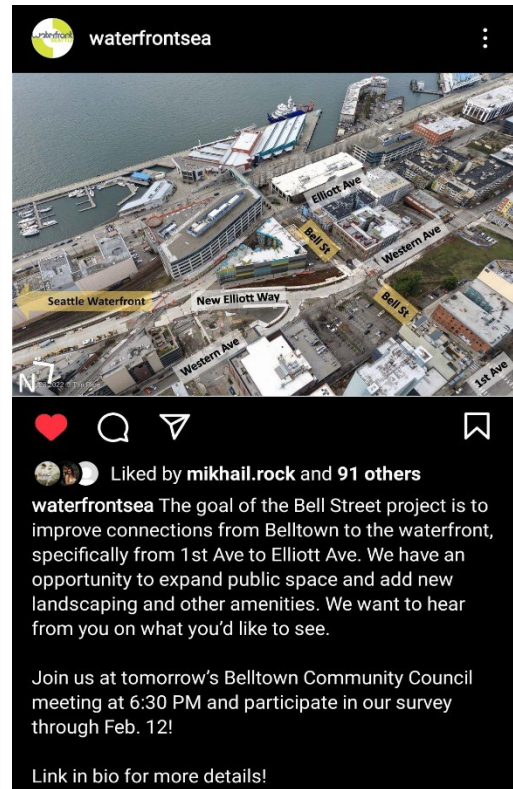 waterfront
waterfrontsea
Elliott Ave
Bell St
Western Ave
Seattle Waterfront
New Elliott Way
Bell St
Western Ave
1st Ave
N
Liked by mikhail.rock and 91 others
waterfrontsea The goal of the Bell Street project is to
improve connections from Belltown to the waterfront,
specifically from 1st Ave to Elliott Ave. We have an
opportunity to expand public space and add new
landscaping and other amenities. We want to hear
from you on what you’d like to see.
Join us at tomorrow’s Belltown Community Council
meeting at 6:30 PM and participate in our survey
through Feb. 12!
Link in bio for more details!